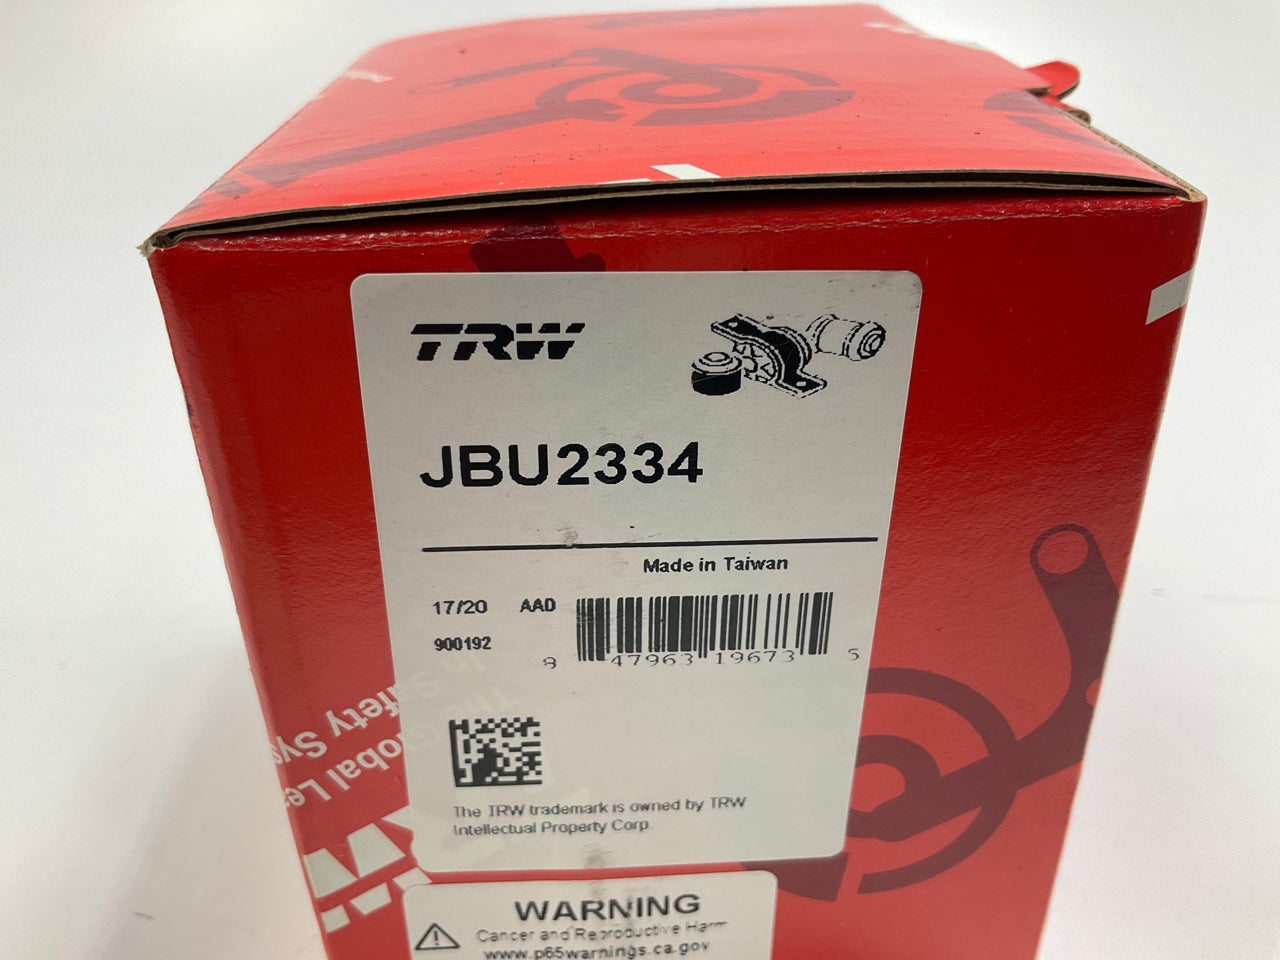 TRW
JBU2334
Made in Taiwan
17/20 AAD
900192
8 47963 19673 5
The TRW trademark is owned by TRW
Intellectual Property Corp.
WARNING
Cancer and Reproductive Harm
www.p65warnings.ca.gov